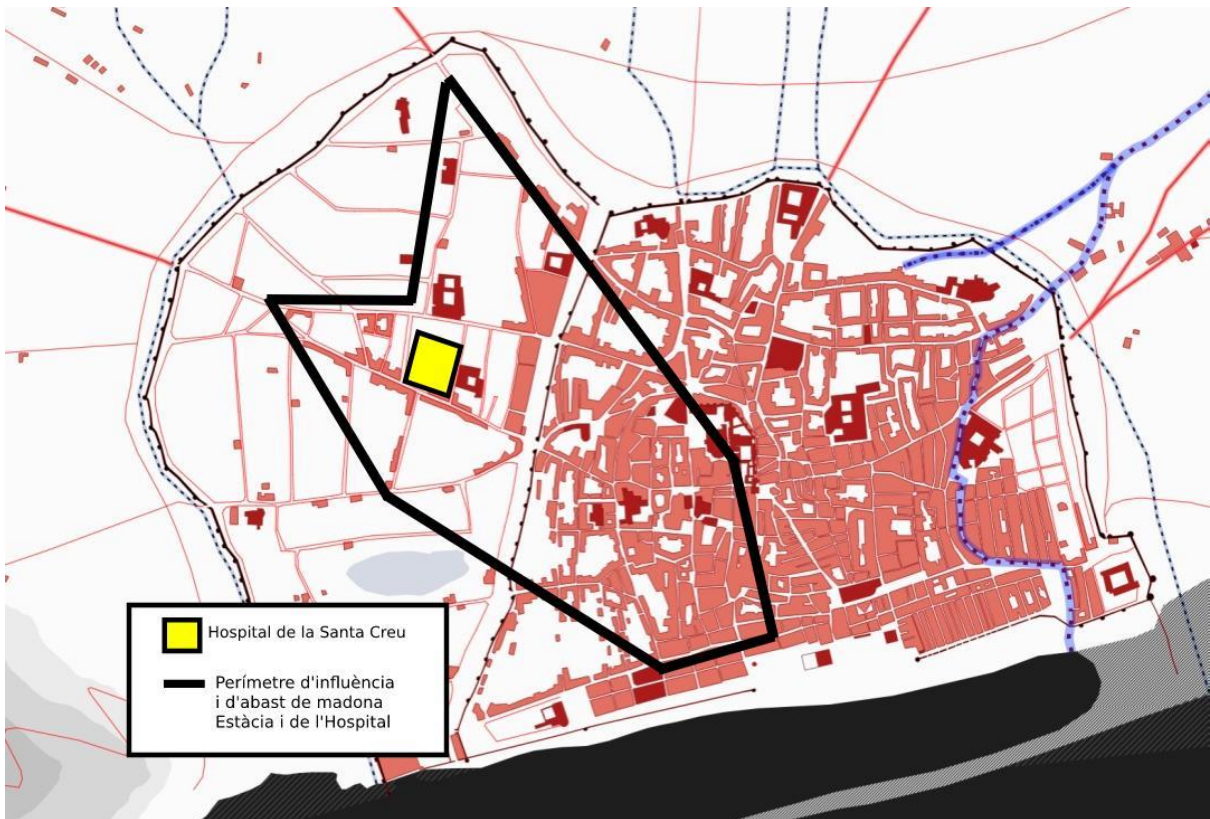 Hospital de la Santa Creu
Perímetre d'influència
i d'abast de madona
Estàcia i de l'Hospital